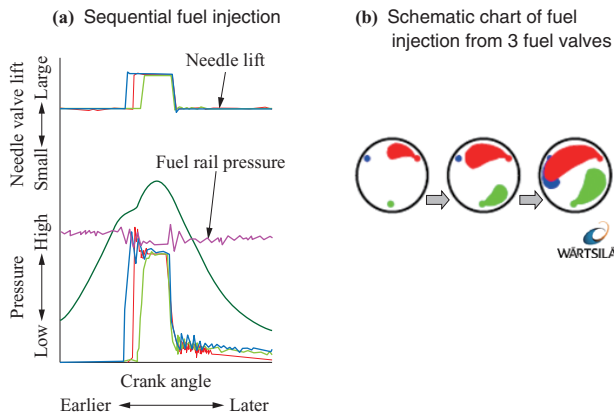 (a) Sequential fuel injection
Needle valve lift
Small
Large
Needle lift
Fuel rail pressure
Pressure
Low
High
Crank angle
Earlier
Later
(b) Schematic chart of fuel
injection from 3 fuel valves
WÄRTSILÄ